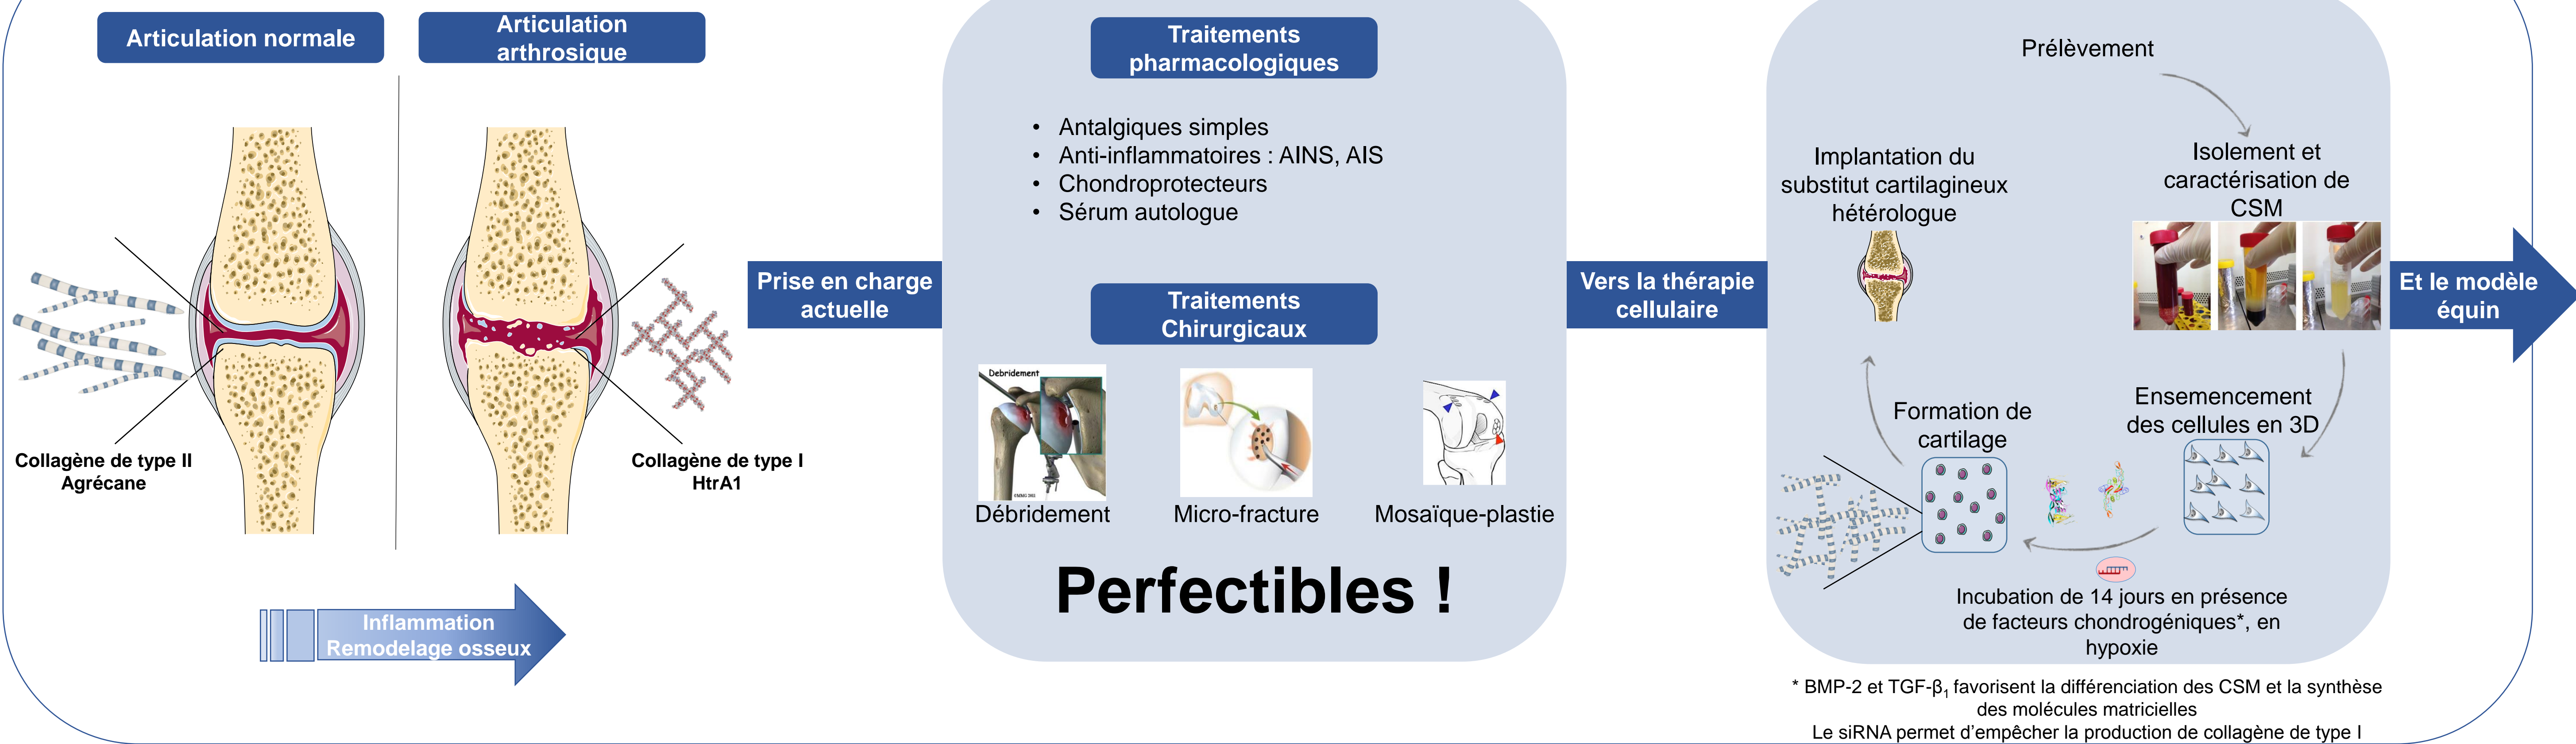 Articulation normale
Articulation
arthrosique
Collagène de type II
Agrécane
Collagène de type I
HtrA1
Inflammation
Remodelage osseux
Prise en charge
actuelle
Traitements
pharmacologiques
• Antalgiques simples
• Anti-inflammatoires : AINS, AIS
• Chondroprotecteurs
• Sérum autologue
Traitements
Chirurgicaux
Debridement
Débridement
Micro-fracture
Mosaïque-plastie
Perfectibles !
Vers la thérapie
cellulaire
Prélèvement
Isolement et
caractérisation de
CSM
Ensemencement
des cellules en 3D
Incubation de 14 jours en présence
de facteurs chondrogéniques*, en
hypoxie
Formation de
cartilage
Implantation du
substitut cartilagineux
hétérologue
* BMP-2 et TGF-β₁ favorisent la différenciation des CSM et la synthèse
des molécules matricielles
Le siRNA permet d’empêcher la production de collagène de type I
Et le modèle
équin